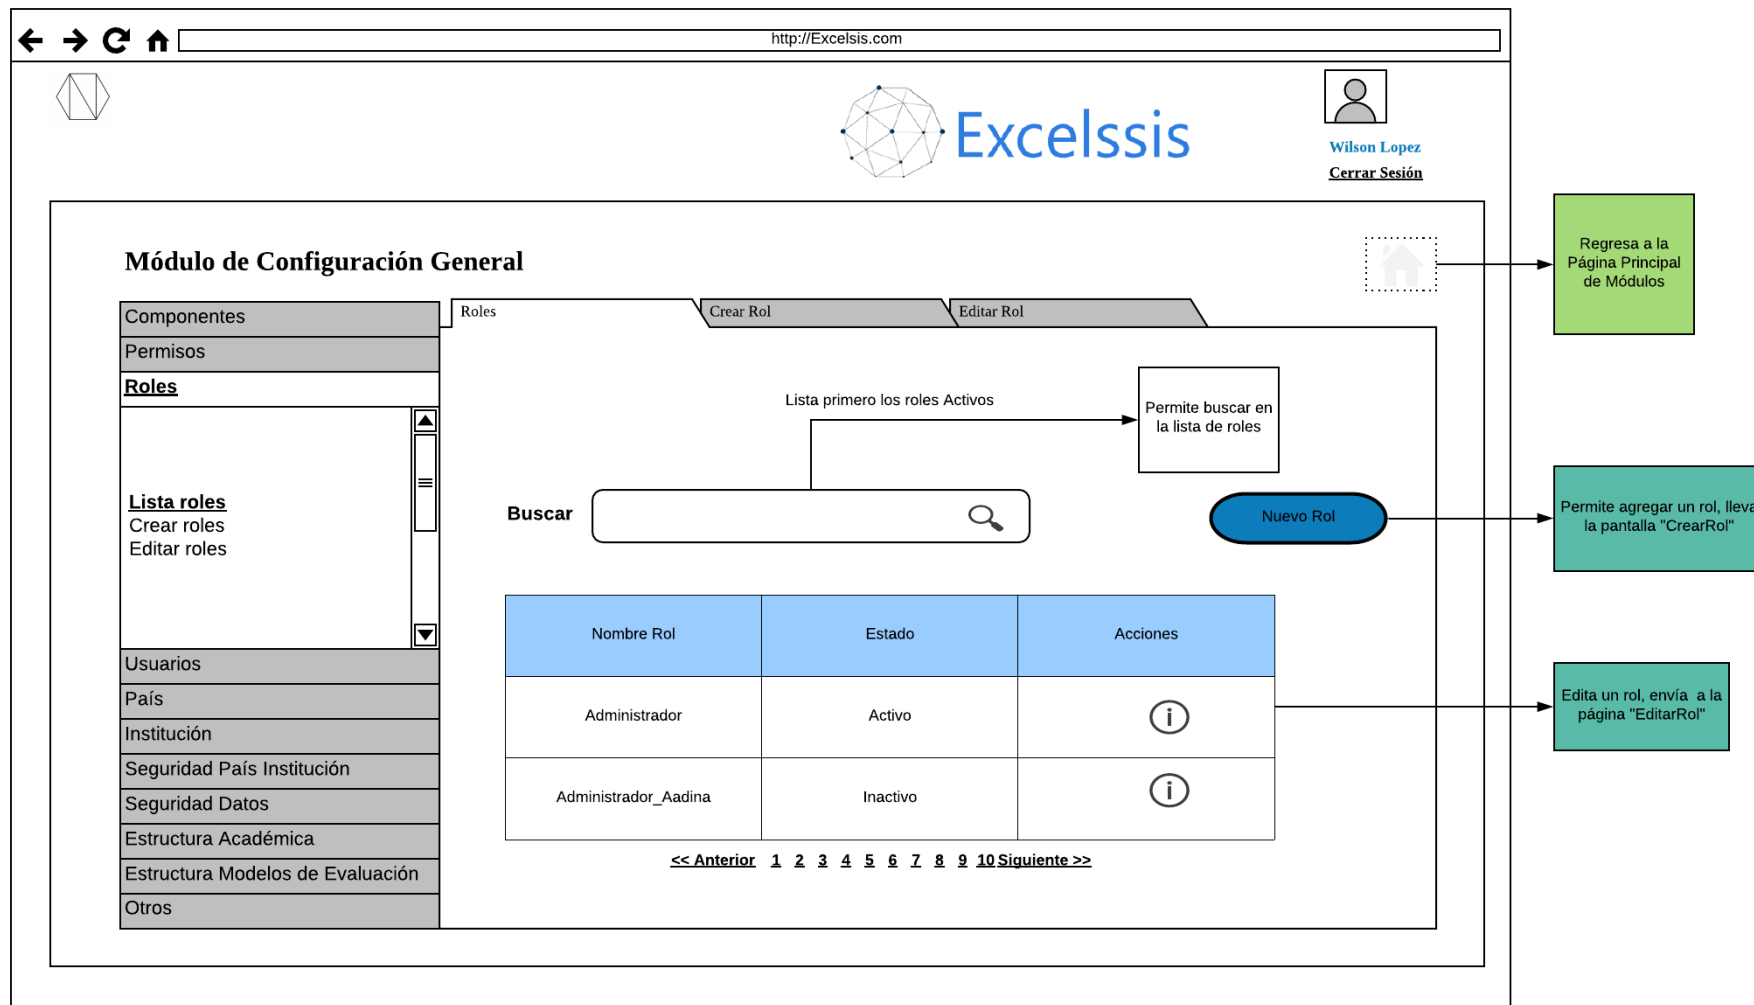 http://Excelsis.com
Excelssis
Wilson Lopez
Cerrar Sesión
Módulo de Configuración General
Regresa a la
Página Principal
de Módulos
Componentes
Permisos
Roles
Lista roles
Crear roles
Editar roles
Usuarios
País
Institución
Seguridad País Institución
Seguridad Datos
Estructura Académica
Estructura Modelos de Evaluación
Otros
Roles
Crear Rol
Editar Rol
Lista primero los roles Activos
Permite buscar en
la lista de roles
Buscar
Nuevo Rol
Permite agregar un rol, lleva
la pantalla "CrearRol"
Nombre Rol Estado Acciones
Administrador Activo
Administrador_Aadina Inactivo
Edita un rol, envía a la
página "EditarRol"
<< Anterior 1 2 3 4 5 6 7 8 9 10 Siguiente >>